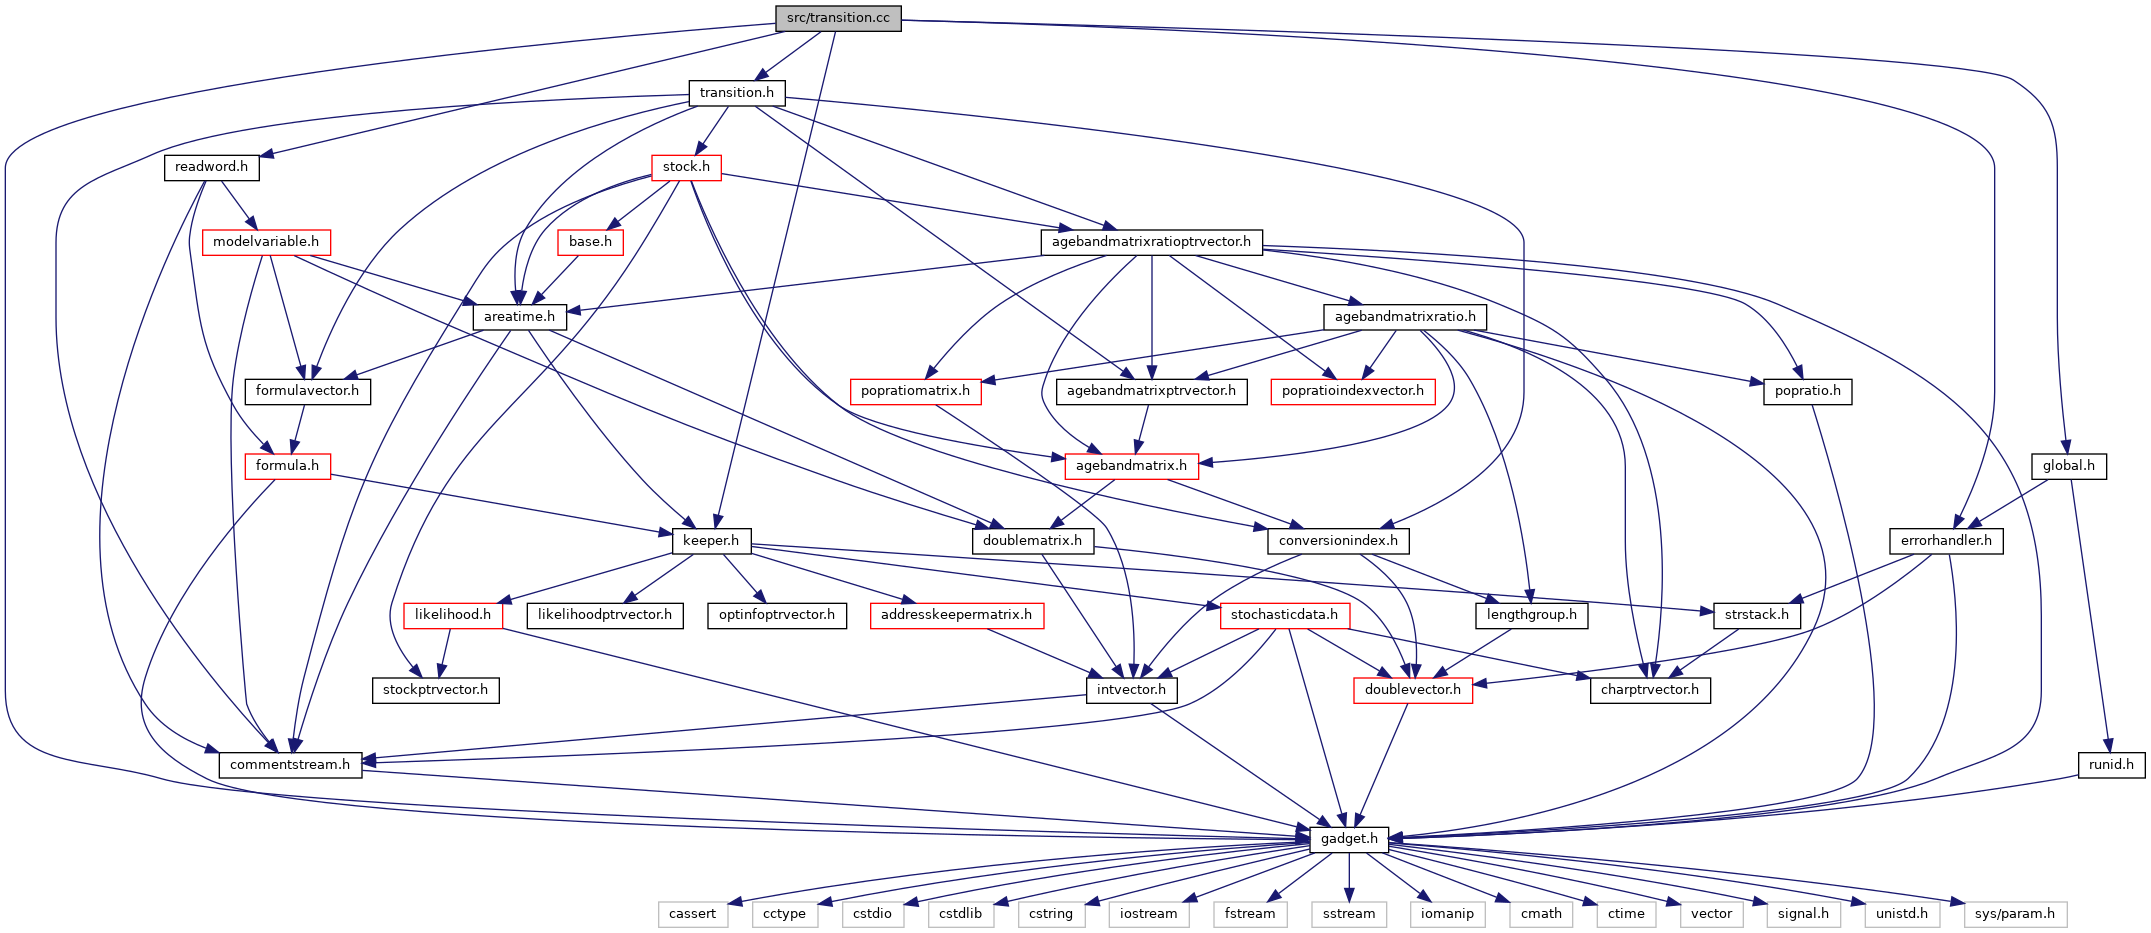 src/transition.cc
transition.h
readword.h
stock.h
modelvariable.h
base.h
agebandmatrixratioptrvector.h
areatime.h
agebandmatrixratio.h
formulavector.h
popratiomatrix.h
agebandmatrixptrvector.h
popratioindexvector.h
popratio.h
formula.h
agebandmatrix.h
global.h
keeper.h
doublematrix.h
conversionindex.h
errorhandler.h
likelihood.h
likelihoodptrvector.h
optinfoptrvector.h
addresskeepermatrix.h
stochasticdata.h
lengthgroup.h
strstack.h
stockptrvector.h
intvector.h
doublevector.h
charptrvector.h
commentstream.h
runid.h
gadget.h
cassert
cctype
cstdio
cstdlib
cstring
iostream
fstream
sstream
iomanip
cmath
ctime
vector
signal.h
unistd.h
sys/param.h